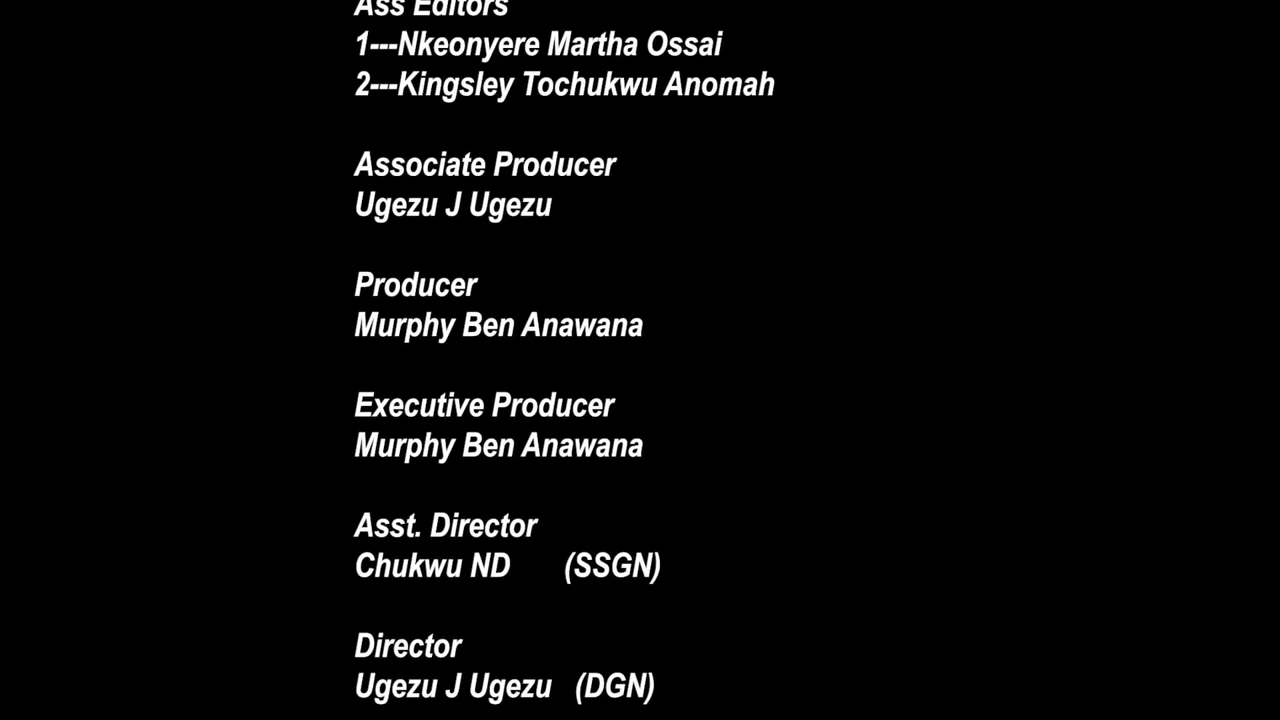 Ass Editors
1---Nkeonyere Martha Ossai
2---Kingsley Tochukwu Anomah
Associate Producer
Ugezu J Ugezu
Producer
Murphy Ben Anawana
Executive Producer
Murphy Ben Anawana
Asst. Director
Chukwu ND (SSGN)
Director
Ugezu J Ugezu (DGN)